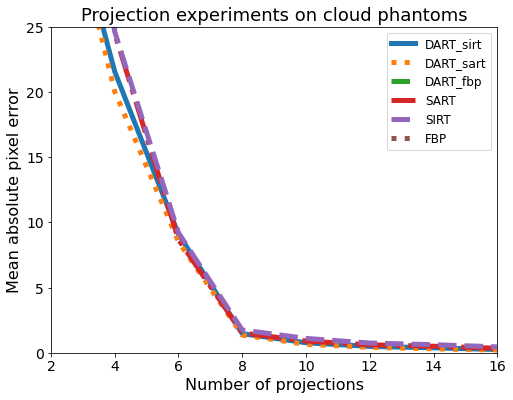 Projection experiments on cloud phantoms
Mean absolute pixel error
25
20
15
10
5
0
2 4 6 8 10 12 14 16
Number of projections
DART_sirt
DART_sart
DART_fbp
SART
SIRT
FBP